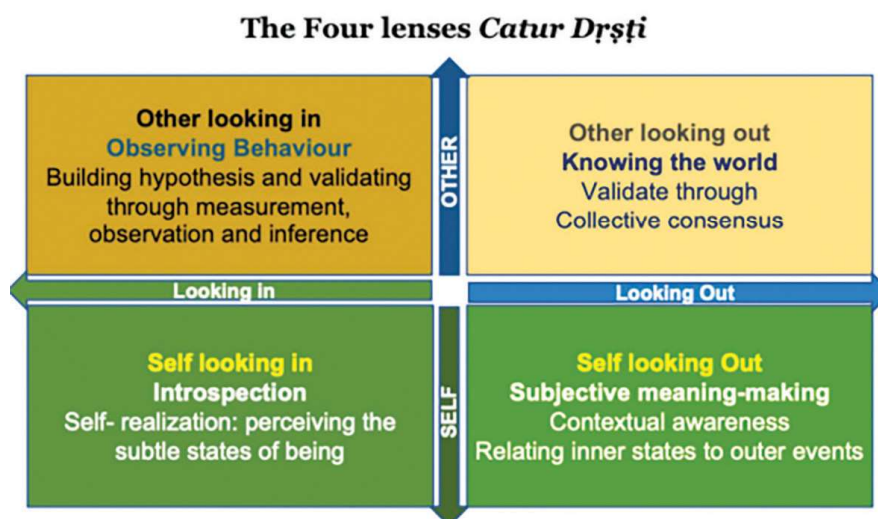 The Four lenses Catur Dṛṣṭi
Other looking in
Observing Behaviour
Building hypothesis and validating
through measurement,
observation and inference
OTHER
Other looking out
Knowing the world
Validate through
Collective consensus
Looking in
Looking Out
Self looking in
Introspection
Self- realization: perceiving the
subtle states of being
SELF
Self looking Out
Subjective meaning-making
Contextual awareness
Relating inner states to outer events